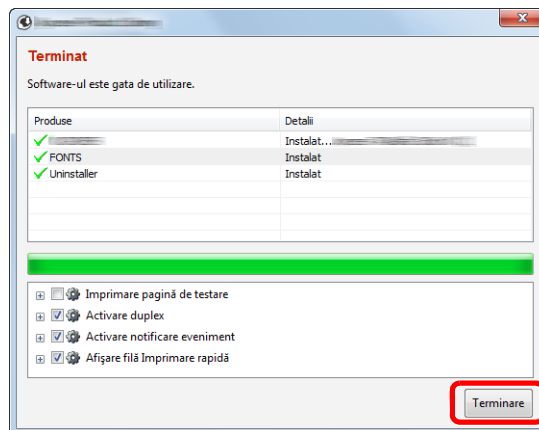 Terminat
Software-ul este gata de utilizare.
Produse Detalii
Instalat...
FONTS Instalat
Uninstaller Instalat
Imprimare pagină de testare
Activare duplex
Activare notificare eveniment
Afişare filă Imprimare rapidă
Terminare